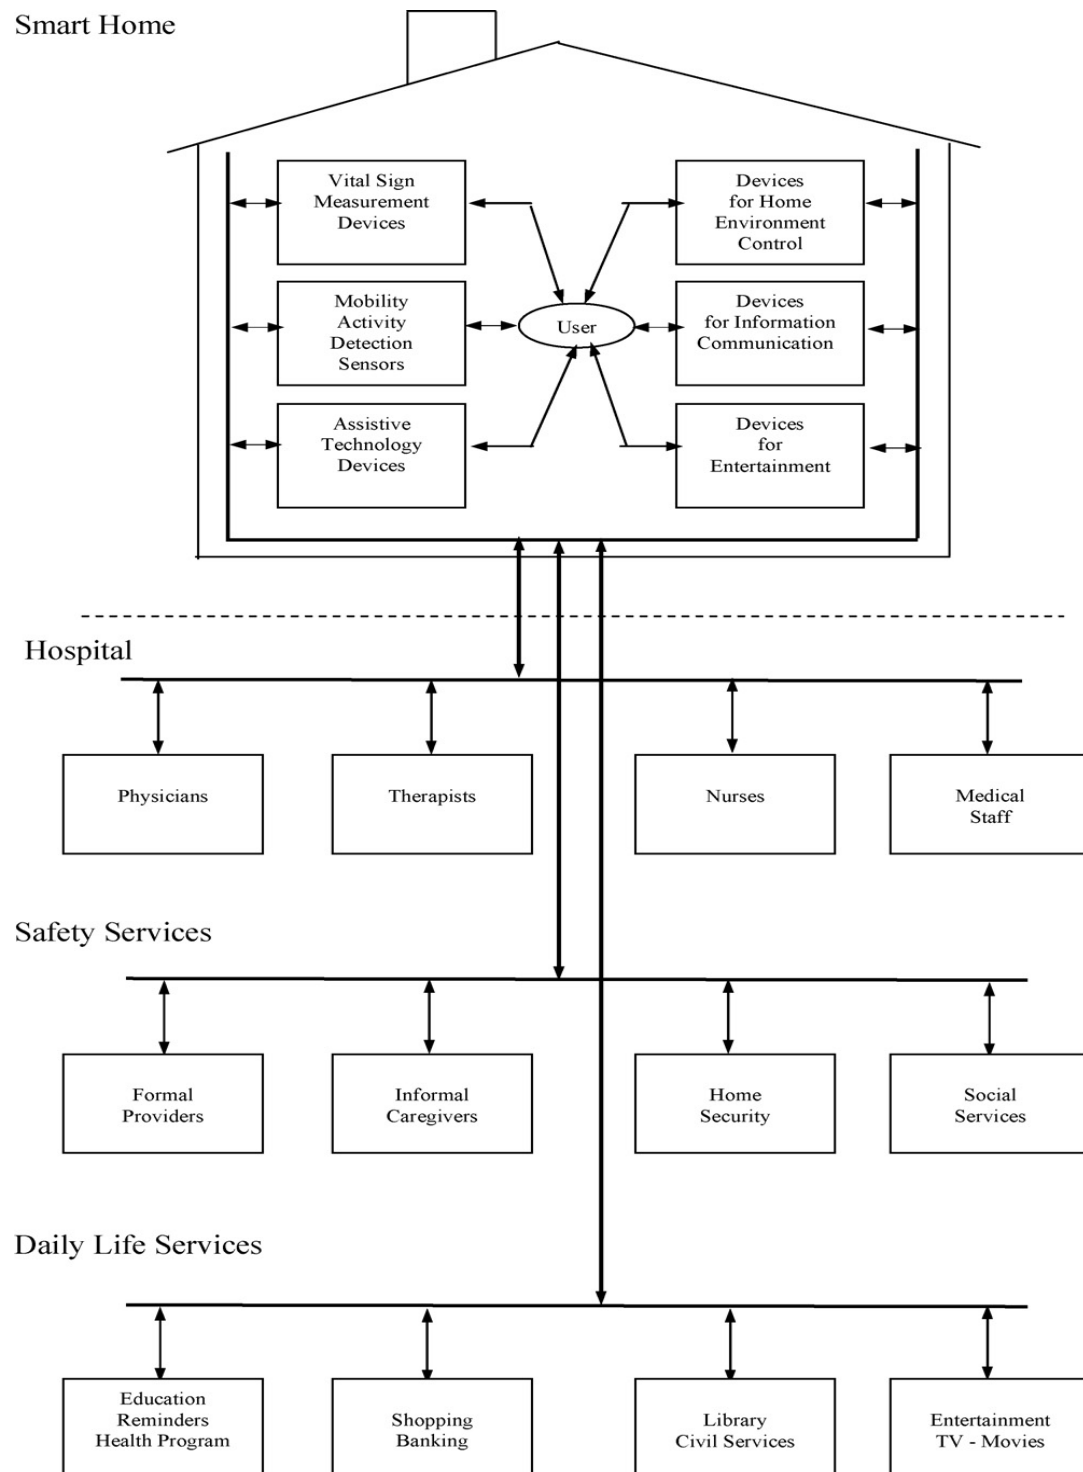 Smart Home
Vital Sign
Measurement
Devices
Devices
for Home
Environment
Control
Mobility
Activity
Detection
Sensors
User
Devices
for Information
Communication
Assistive
Technology
Devices
Devices
for
Entertainment
Hospital
Physicians
Therapists
Nurses
Medical
Staff
Safety Services
Formal
Providers
Informal
Caregivers
Home
Security
Social
Services
Daily Life Services
Education
Reminders
Health Program
Shopping
Banking
Library
Civil Services
Entertainment
TV - Movies